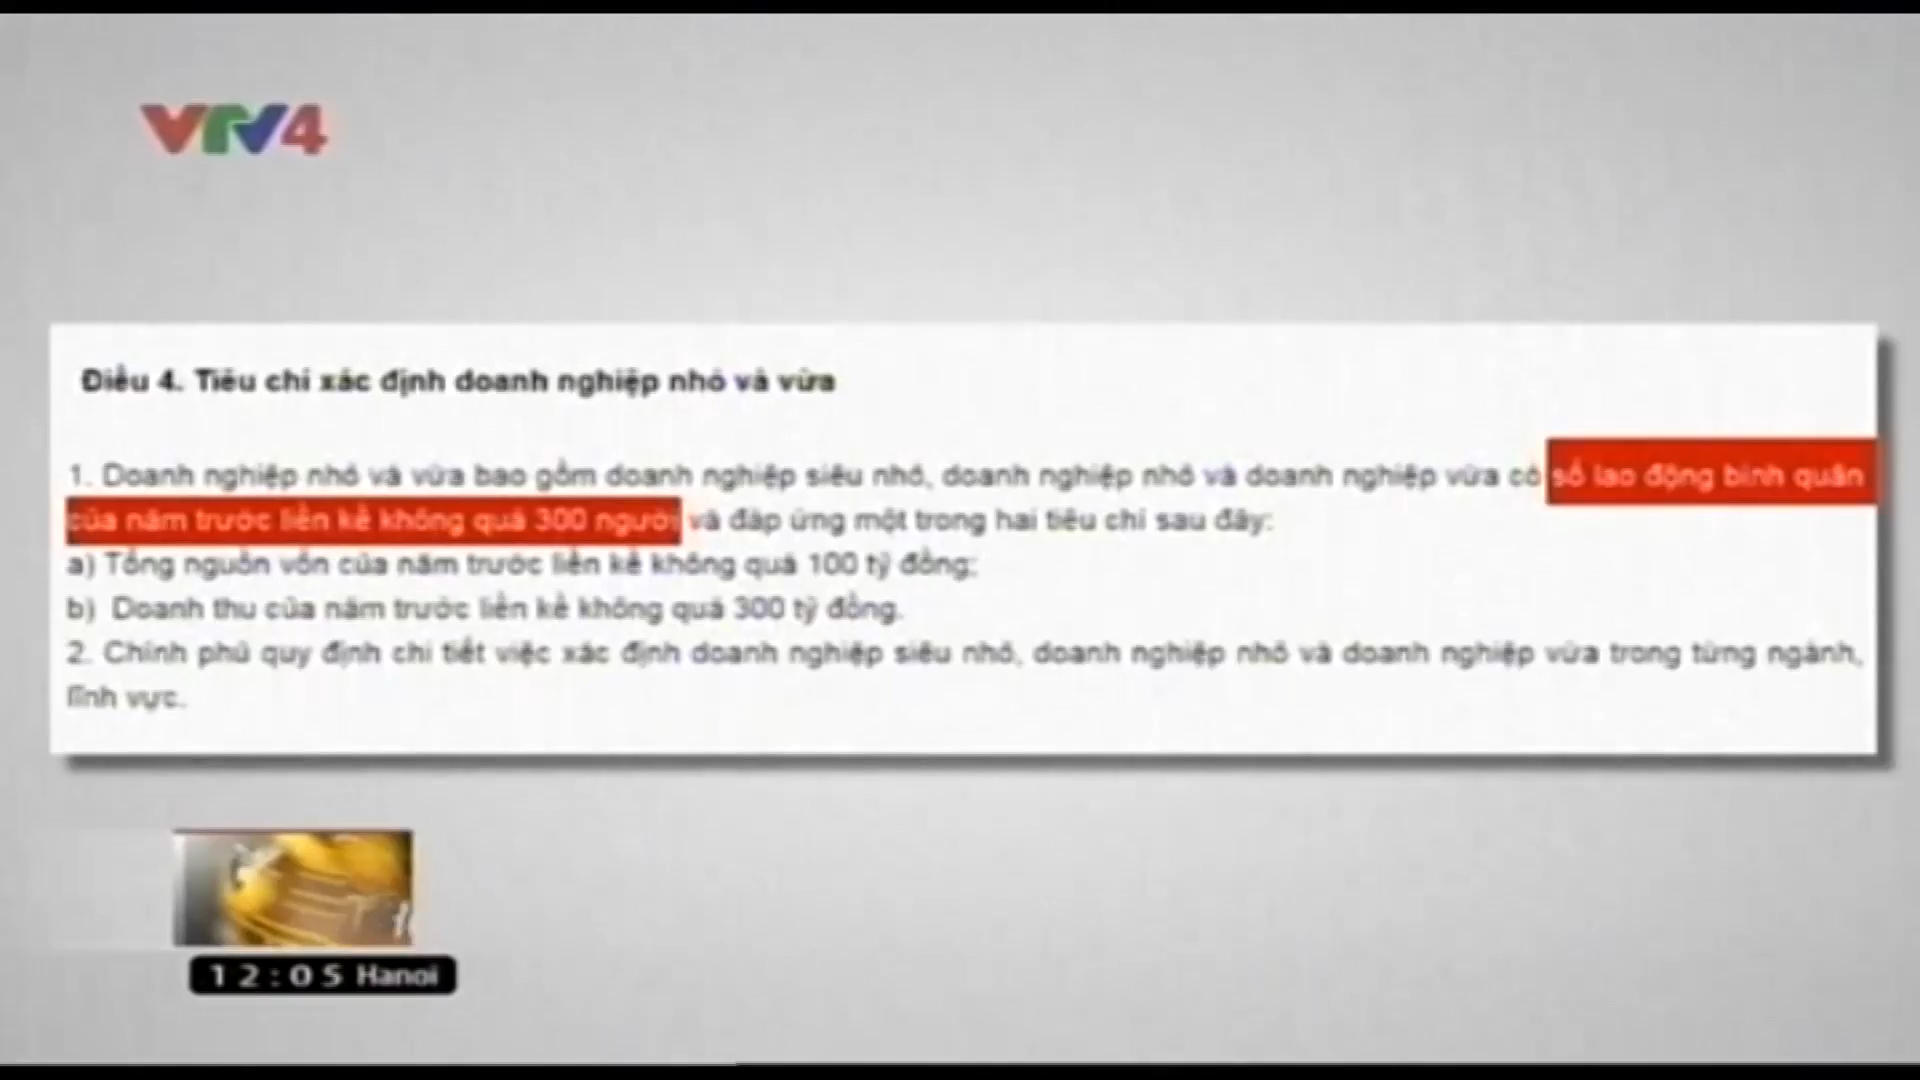 VTV4
Điều 4. Tiêu chí xác định doanh nghiệp nhỏ và vừa
1. Doanh nghiệp nhỏ và vừa bao gồm doanh nghiệp siêu nhỏ, doanh nghiệp nhỏ và doanh nghiệp vừa có số lao động bình quân
của năm trước liền kề không quá 300 người và đáp ứng một trong hai tiêu chí sau đây:
a) Tổng nguồn vốn của năm trước liền kề không quá 100 tỷ đồng;
b) Doanh thu của năm trước liền kề không quá 300 tỷ đồng.
2. Chính phủ quy định chi tiết việc xác định doanh nghiệp siêu nhỏ, doanh nghiệp nhỏ và doanh nghiệp vừa trong từng ngành,
lĩnh vực.
12:05 Hanoi